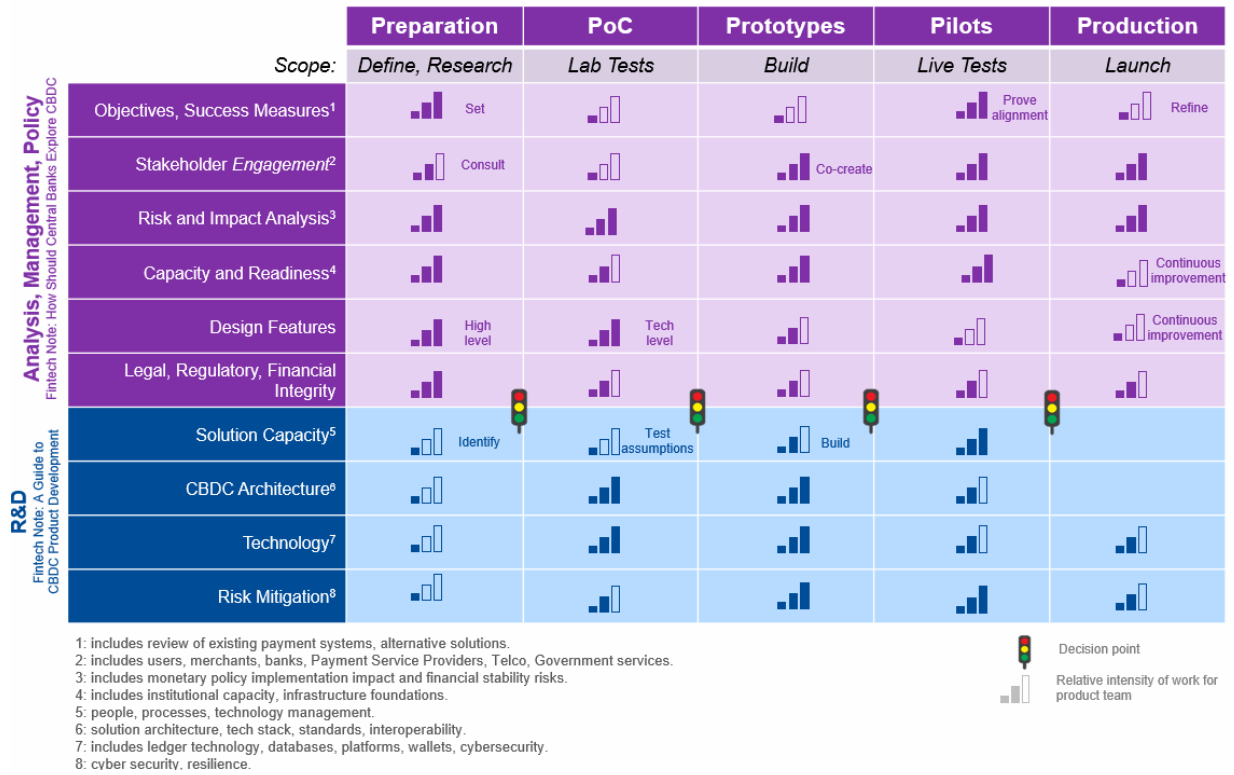 Preparation
PoC
Prototypes
Pilots
Production
Scope:
Define, Research
Lab Tests
Build
Live Tests
Launch
Analysis, Management, Policy
Fintech Note: How Should Central Banks Explore CBDC
Objectives, Success Measures¹
Set
Prove
alignment
Refine
Stakeholder Engagement²
Consult
Co-create
Risk and Impact Analysis³
Capacity and Readiness⁴
Continuous
improvement
Design Features
High
level
Tech
level
Continuous
improvement
Legal, Regulatory, Financial
Integrity
R&D
Fintech Note: A Guide to
CBDC Product Development
Solution Capacity⁵
Identify
Test
assumptions
Build
CBDC Architecture⁶
Technology⁷
Risk Mitigation⁸
1: includes review of existing payment systems, alternative solutions.
2: includes users, merchants, banks, Payment Service Providers, Telco, Government services.
3: includes monetary policy implementation impact and financial stability risks.
4: includes institutional capacity, infrastructure foundations.
5: people, processes, technology management.
6: solution architecture, tech stack, standards, interoperability.
7: includes ledger technology, databases, platforms, wallets, cybersecurity.
8: cyber security, resilience.
Decision point
Relative intensity of work for
product team